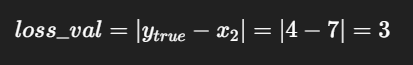 loss_val = |y_true − x_2| = |4 − 7| = 3